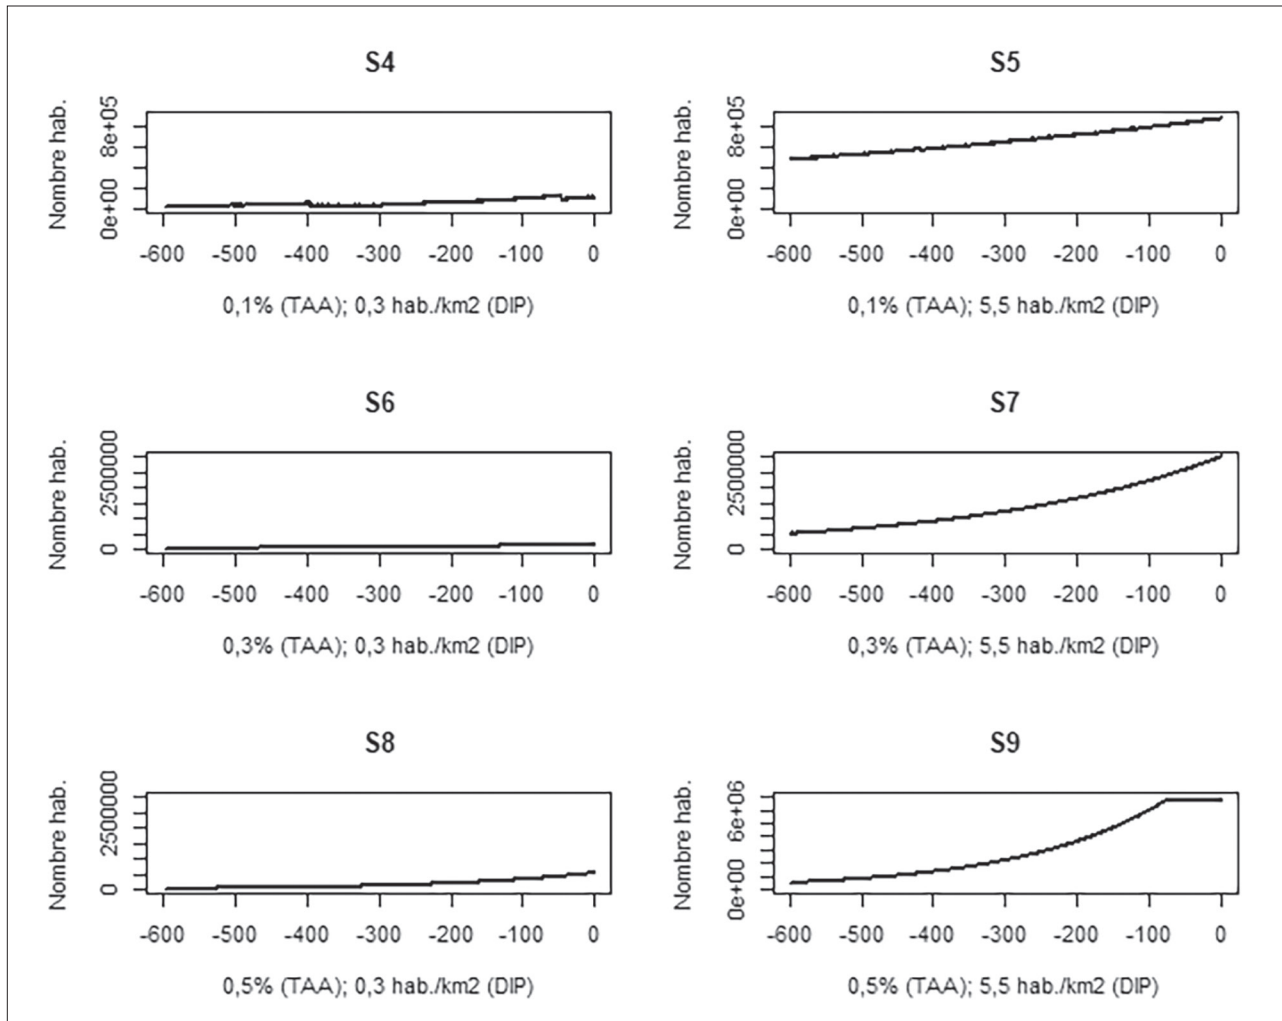 S4
Nombre hab.
8e+05
0e+00
-600 -500 -400 -300 -200 -100 0
0,1% (TAA); 0,3 hab./km2 (DIP)
S5
Nombre hab.
8e+05
0e+00
-600 -500 -400 -300 -200 -100 0
0,1% (TAA); 5,5 hab./km2 (DIP)
S6
Nombre hab.
2500000
0
-600 -500 -400 -300 -200 -100 0
0,3% (TAA); 0,3 hab./km2 (DIP)
S7
Nombre hab.
2500000
0
-600 -500 -400 -300 -200 -100 0
0,3% (TAA); 5,5 hab./km2 (DIP)
S8
Nombre hab.
2500000
0
-600 -500 -400 -300 -200 -100 0
0,5% (TAA); 0,3 hab./km2 (DIP)
S9
Nombre hab.
6e+06
0e+00
-600 -500 -400 -300 -200 -100 0
0,5% (TAA); 5,5 hab./km2 (DIP)